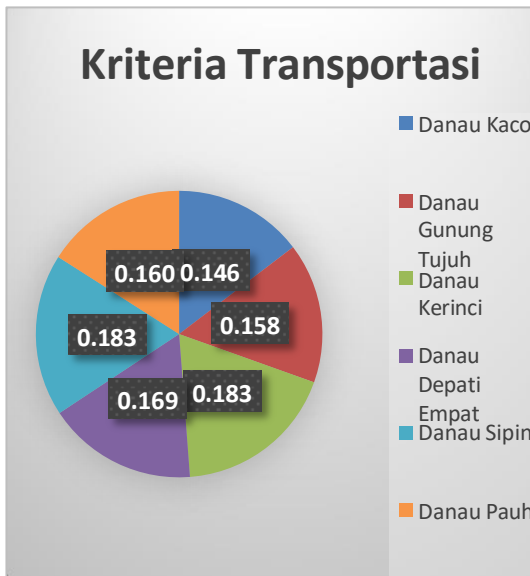 Kriteria Transportasi
Danau Kaco
Danau
Gunung
Tujuh
Danau
Kerinci
Danau
Depati
Empat
Danau Sipin
Danau Pauh
0.160
0.146
0.183
0.158
0.169
0.183